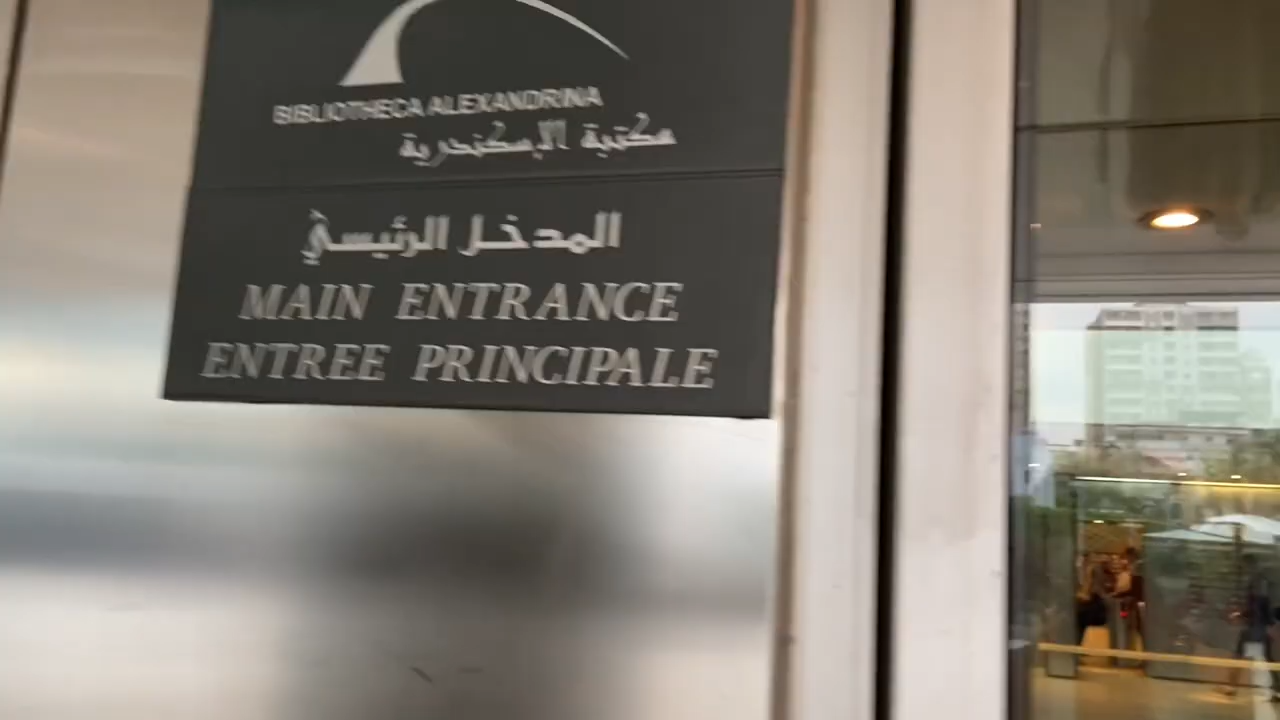 BIBLIOTHECA ALEXANDRINA
مكتبة الإسكندرية
المدخل الرئيسي
MAIN ENTRANCE
ENTREE PRINCIPALE